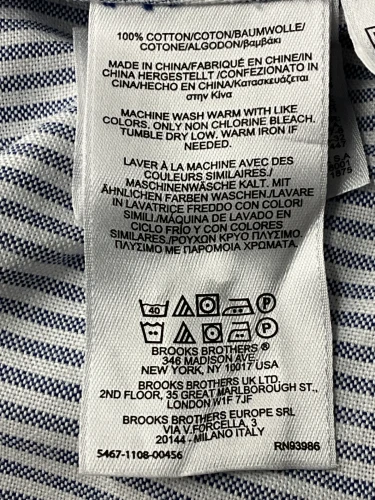 100% COTTON/COTON/BAUMWOLLE/
COTONE/ALGODON/βαμβάκι
MADE IN CHINA/FABRIQUÉ EN CHINE/IN
CHINA HERGESTELLT /CONFEZIONATO IN
CINA/HECHO EN CHINA/Κατασκευάζεται
στην Κίνα
MACHINE WASH WARM WITH LIKE
COLORS. ONLY NON CHLORINE BLEACH.
TUMBLE DRY LOW. WARM IRON IF
NEEDED.
LAVER À LA MACHINE AVEC DES
COULEURS SIMILAIRES./
MASCHINENWÄSCHE KALT. MIT
ÄHNLICHEN FARBEN WASCHEN./LAVARE
IN LAVATRICE FREDDO CON COLORI
SIMILI./MÁQUINA DE LAVADO EN
CICLO FRÍO Y CON COLORES
SIMILARES./ΡΟΥΧΩΝ ΚΡΥΟ ΠΛΥΣΙΜΟ.
ΠΛΥΣΙΜΟ ΜΕ ΠΑΡΟΜΟΙΑ ΧΡΩΜΑΤΑ.
40 P
P
BROOKS BROTHERS ®
346 MADISON AVE.
NEW YORK, NY 10017 USA
BROOKS BROTHERS UK LTD.
2ND FLOOR, 35 GREAT MARLBOROUGH ST.,
LONDON W1F 7JF
BROOKS BROTHERS EUROPE SRL
VIA V.FORCELLA, 3
20144 - MILANO ITALY
5467-1108-00456 RN93986